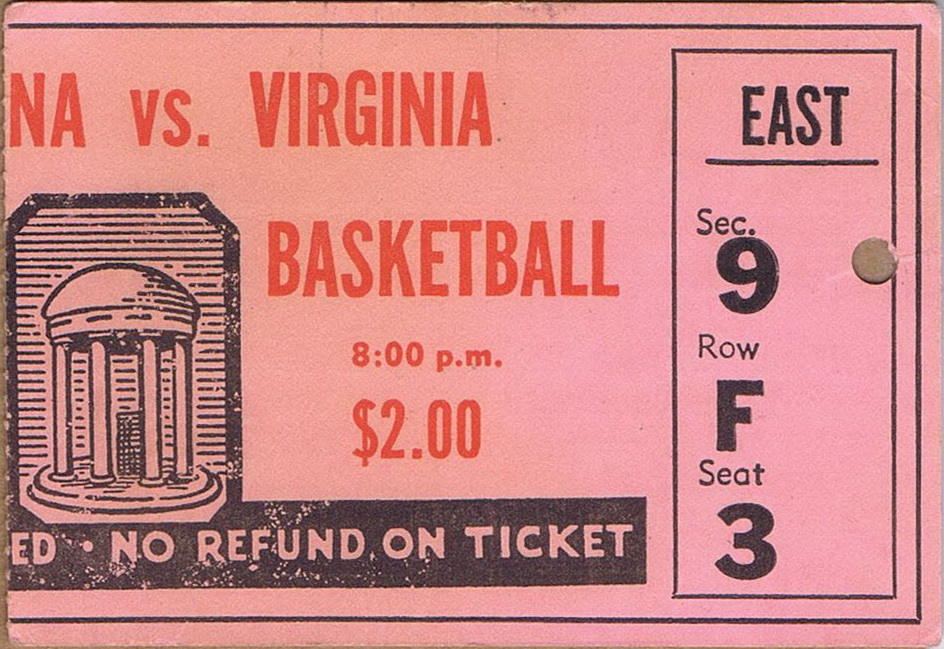 NA VS. VIRGINIA
BASKETBALL
8:00 p.m.
$2.00
ED · NO REFUND ON TICKET
EAST
Sec.
9
Row
F
Seat
3